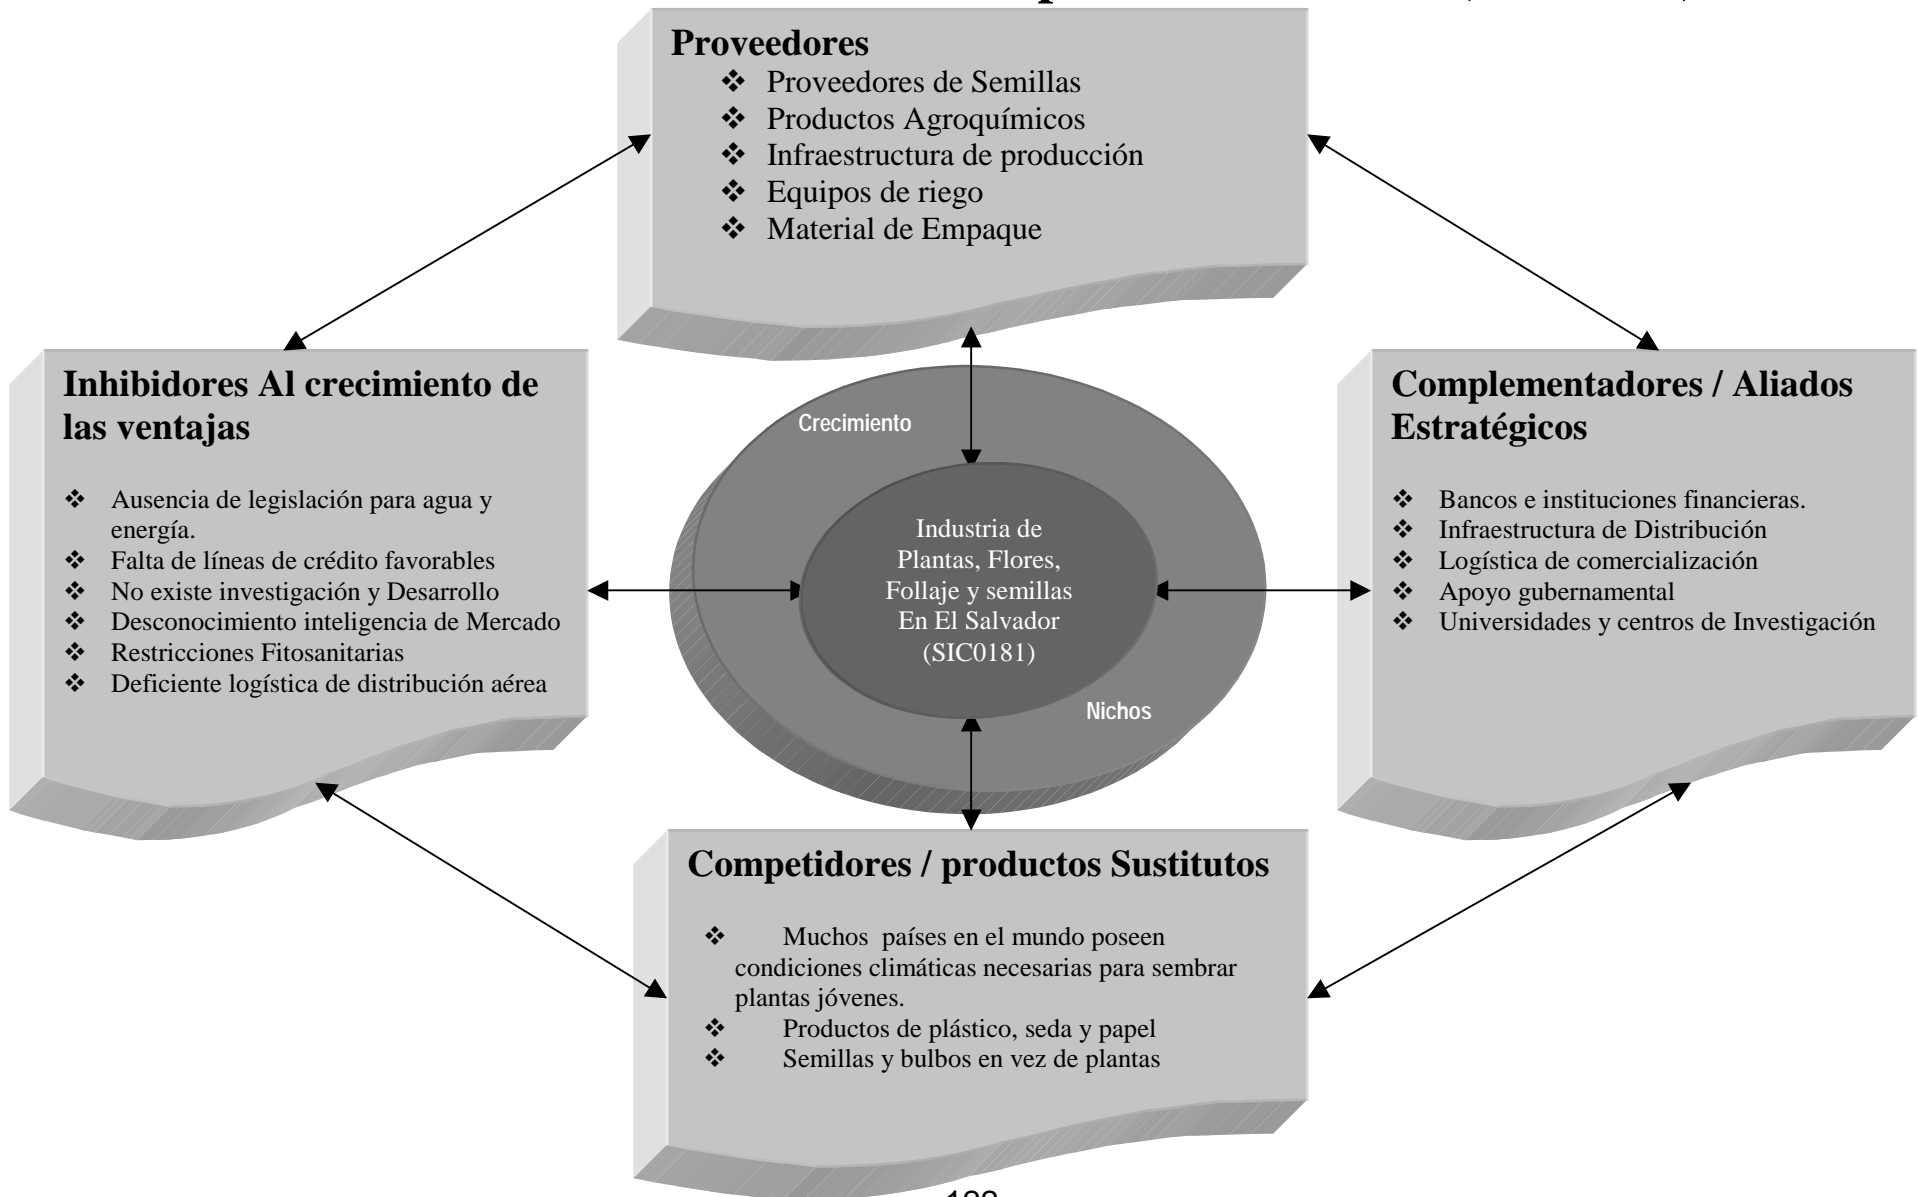 Proveedores
❖ Proveedores de Semillas
❖ Productos Agroquímicos
❖ Infraestructura de producción
❖ Equipos de riego
❖ Material de Empaque
Inhibidores Al crecimiento de
las ventajas
❖ Ausencia de legislación para agua y
energía.
❖ Falta de líneas de crédito favorables
❖ No existe investigación y Desarrollo
❖ Desconocimiento inteligencia de Mercado
❖ Restricciones Fitosanitarias
❖ Deficiente logística de distribución aérea
Crecimiento
Industria de
Plantas, Flores,
Follaje y semillas
En El Salvador
(SIC0181)
Nichos
Complementadores / Aliados
Estratégicos
❖ Bancos e instituciones financieras.
❖ Infraestructura de Distribución
❖ Logística de comercialización
❖ Apoyo gubernamental
❖ Universidades y centros de Investigación
Competidores / productos Sustitutos
❖ Muchos países en el mundo poseen
condiciones climáticas necesarias para sembrar
plantas jóvenes.
❖ Productos de plástico, seda y papel
❖ Semillas y bulbos en vez de plantas